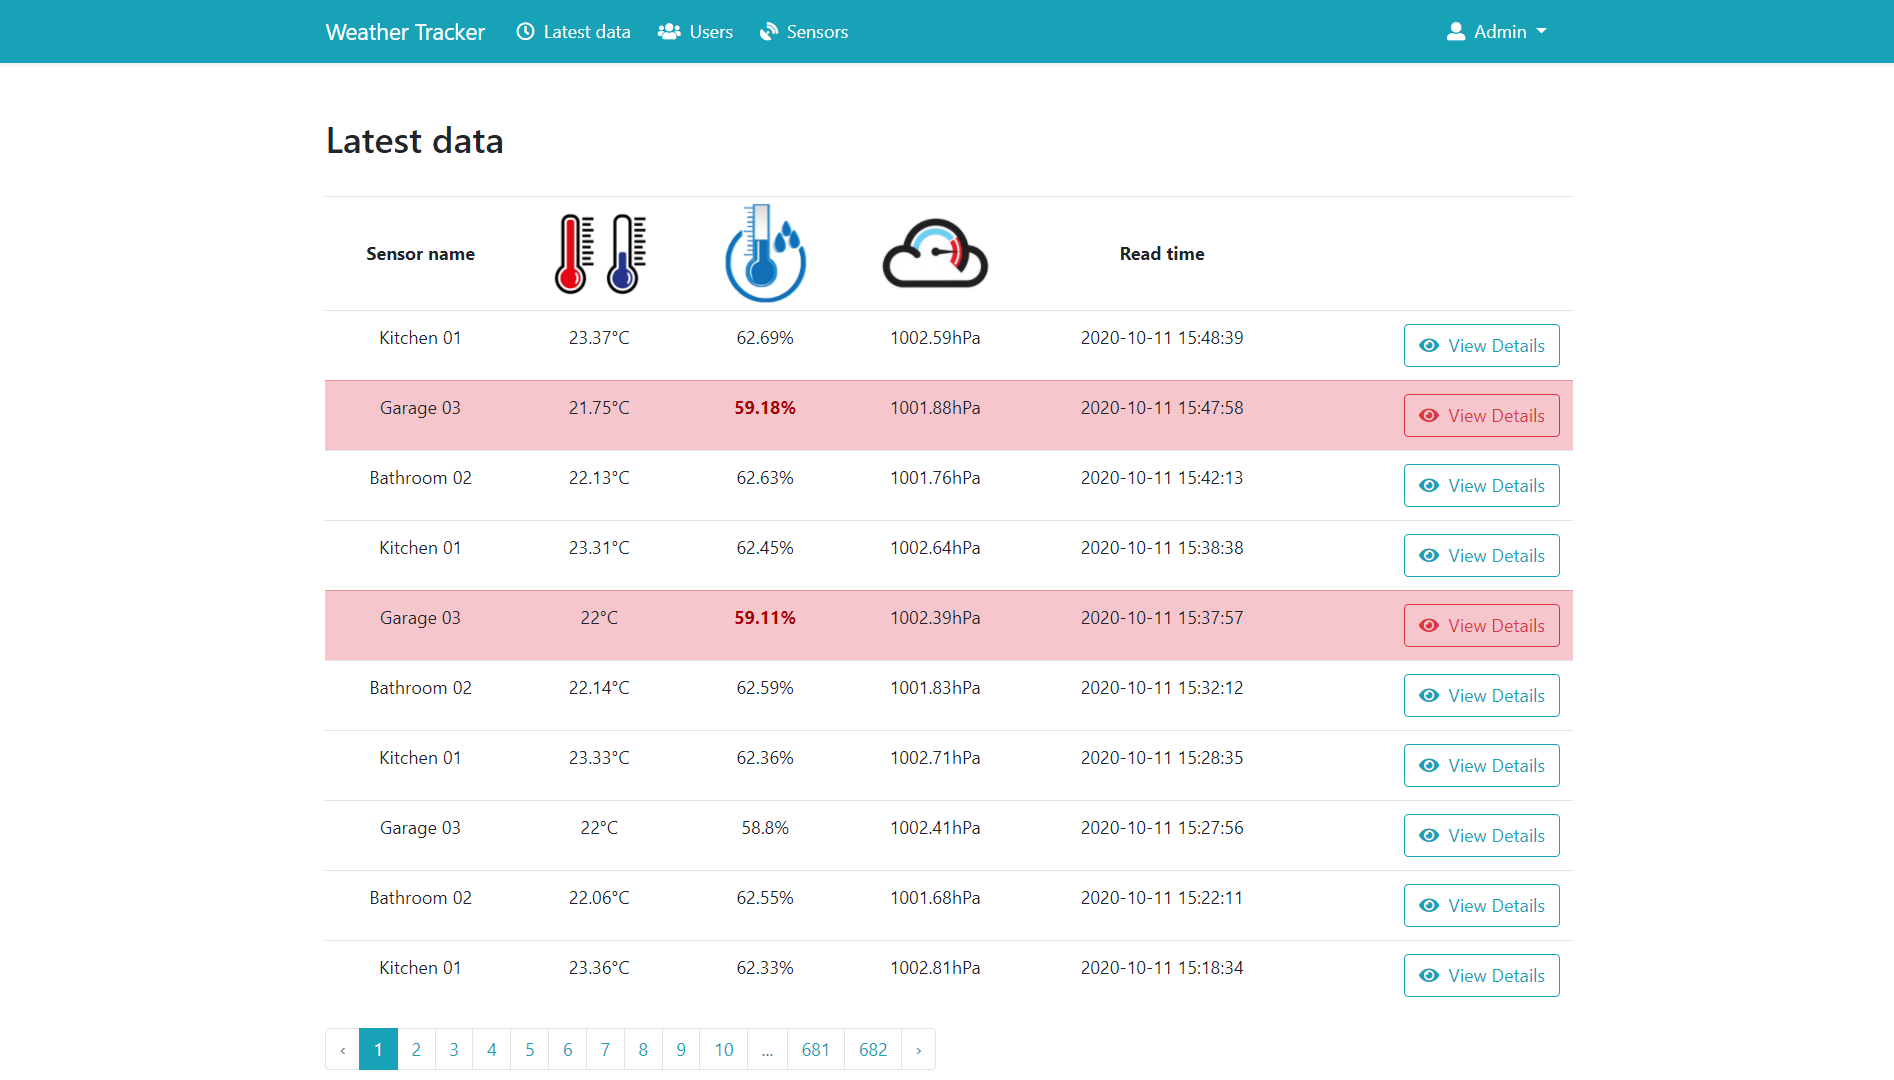 Weather Tracker Latest data Users Sensors Admin
Latest data
Sensor name Read time
Kitchen 01 23.37°C 62.69% 1002.59hPa 2020-10-11 15:48:39 View Details
Garage 03 21.75°C 59.18% 1001.88hPa 2020-10-11 15:47:58 View Details
Bathroom 02 22.13°C 62.63% 1001.76hPa 2020-10-11 15:42:13 View Details
Kitchen 01 23.31°C 62.45% 1002.64hPa 2020-10-11 15:38:38 View Details
Garage 03 22°C 59.11% 1002.39hPa 2020-10-11 15:37:57 View Details
Bathroom 02 22.14°C 62.59% 1001.83hPa 2020-10-11 15:32:12 View Details
Kitchen 01 23.33°C 62.36% 1002.71hPa 2020-10-11 15:28:35 View Details
Garage 03 22°C 58.8% 1002.41hPa 2020-10-11 15:27:56 View Details
Bathroom 02 22.06°C 62.55% 1001.68hPa 2020-10-11 15:22:11 View Details
Kitchen 01 23.36°C 62.33% 1002.81hPa 2020-10-11 15:18:34 View Details
‹ 1 2 3 4 5 6 7 8 9 10 ... 681 682 ›